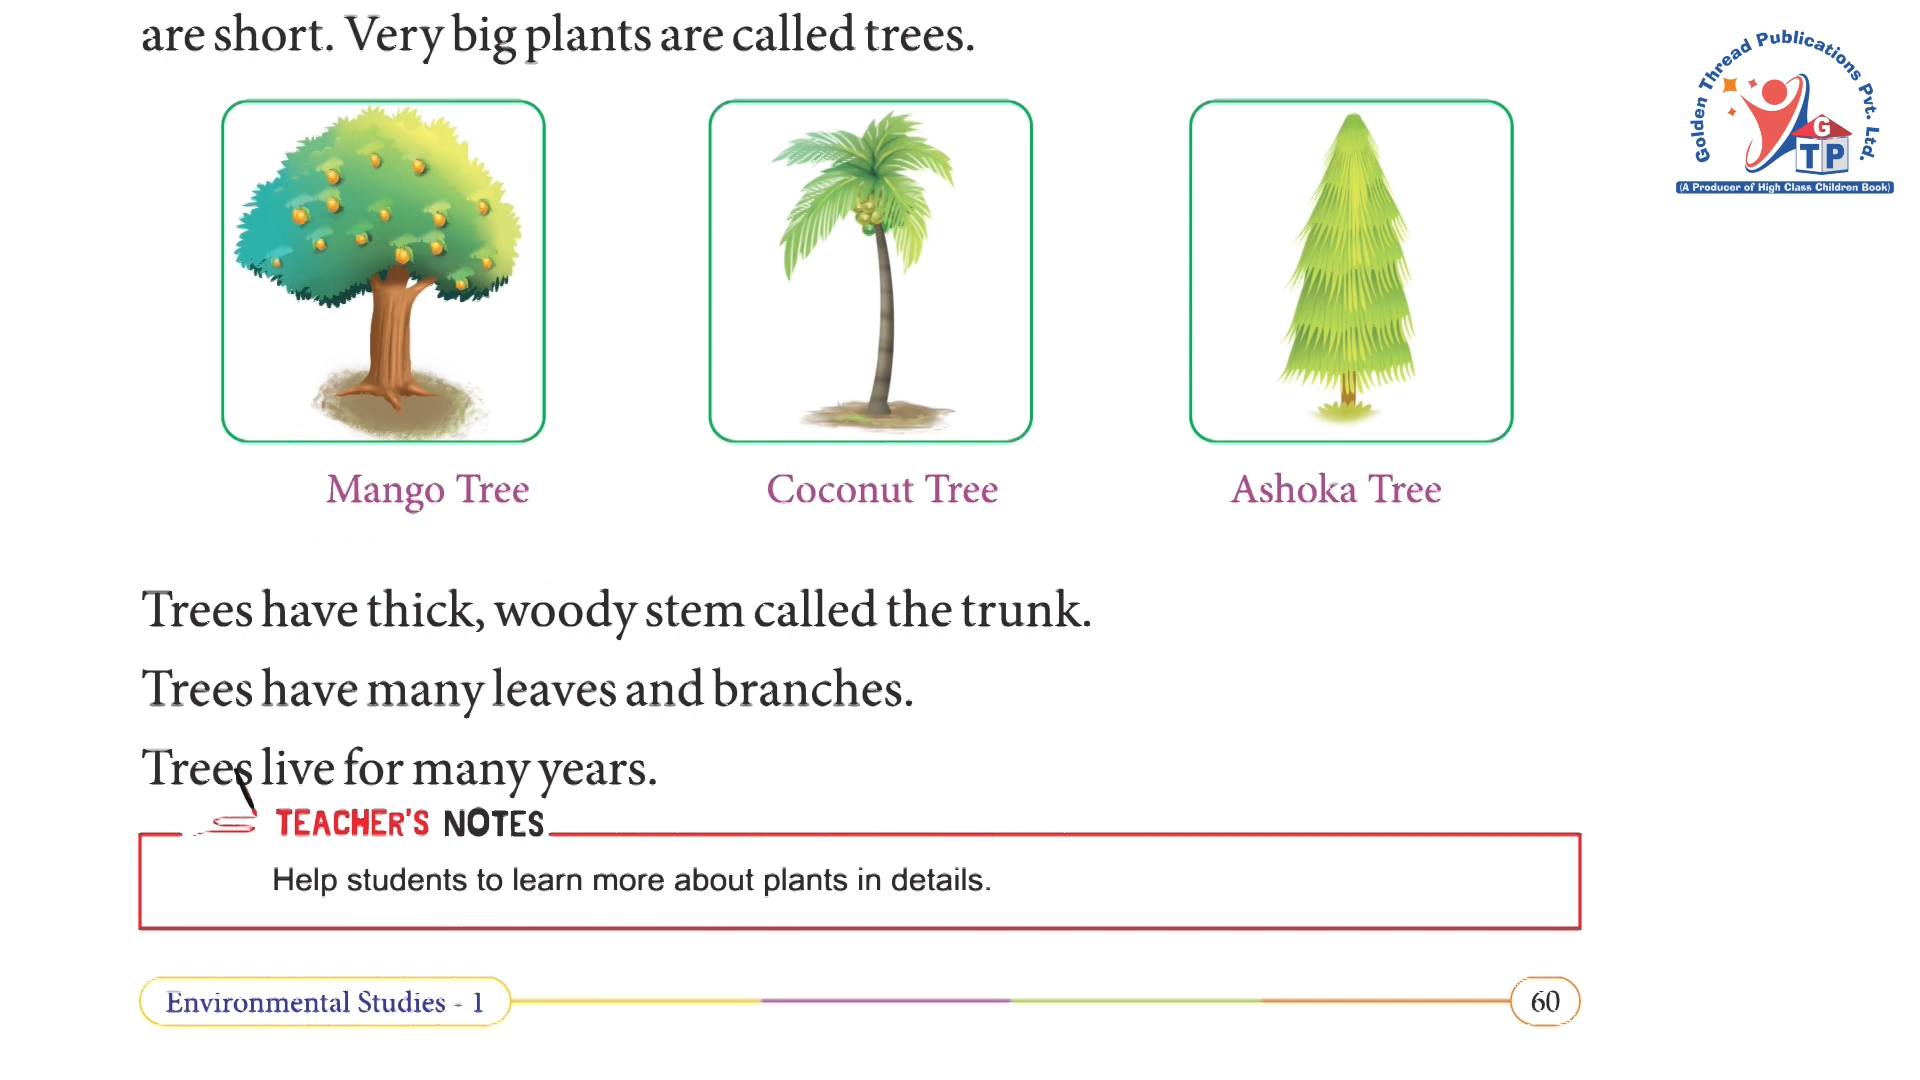 are short. Very big plants are called trees.
Golden Thread Publications Pvt. Ltd.
G
T P
(A Producer of High Class Children Book)
Mango Tree
Coconut Tree
Ashoka Tree
Trees have thick, woody stem called the trunk.
Trees have many leaves and branches.
Trees live for many years.
TEACHER'S NOTES
Help students to learn more about plants in details.
Environmental Studies - 1
60